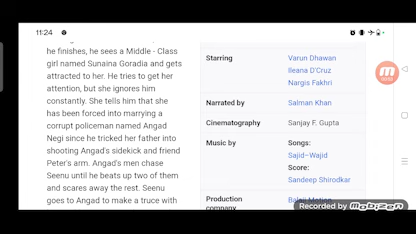 11:24
he finishes, he sees a Middle - Class
girl named Sunaina Goradia and gets
attracted to her. He tries to get her
attention, but she ignores him
constantly. She tells him that she
has been forced into marrying a
corrupt policeman named Angad
Negi since he tricked her father into
shooting Angad's sidekick and friend
Peter's arm. Angad's men chase
Seenu until he beats up two of them
and scares away the rest. Seenu
goes to Angad to make a truce with
Starring
Varun Dhawan
Ileana D'Cruz
Nargis Fakhri
Narrated by
Salman Khan
Cinematography
Sanjay F. Gupta
Music by
Songs:
Sajid–Wajid
Score:
Sandeep Shirodkar
Production
company
Balaji Motion
Recorded by Mobizen